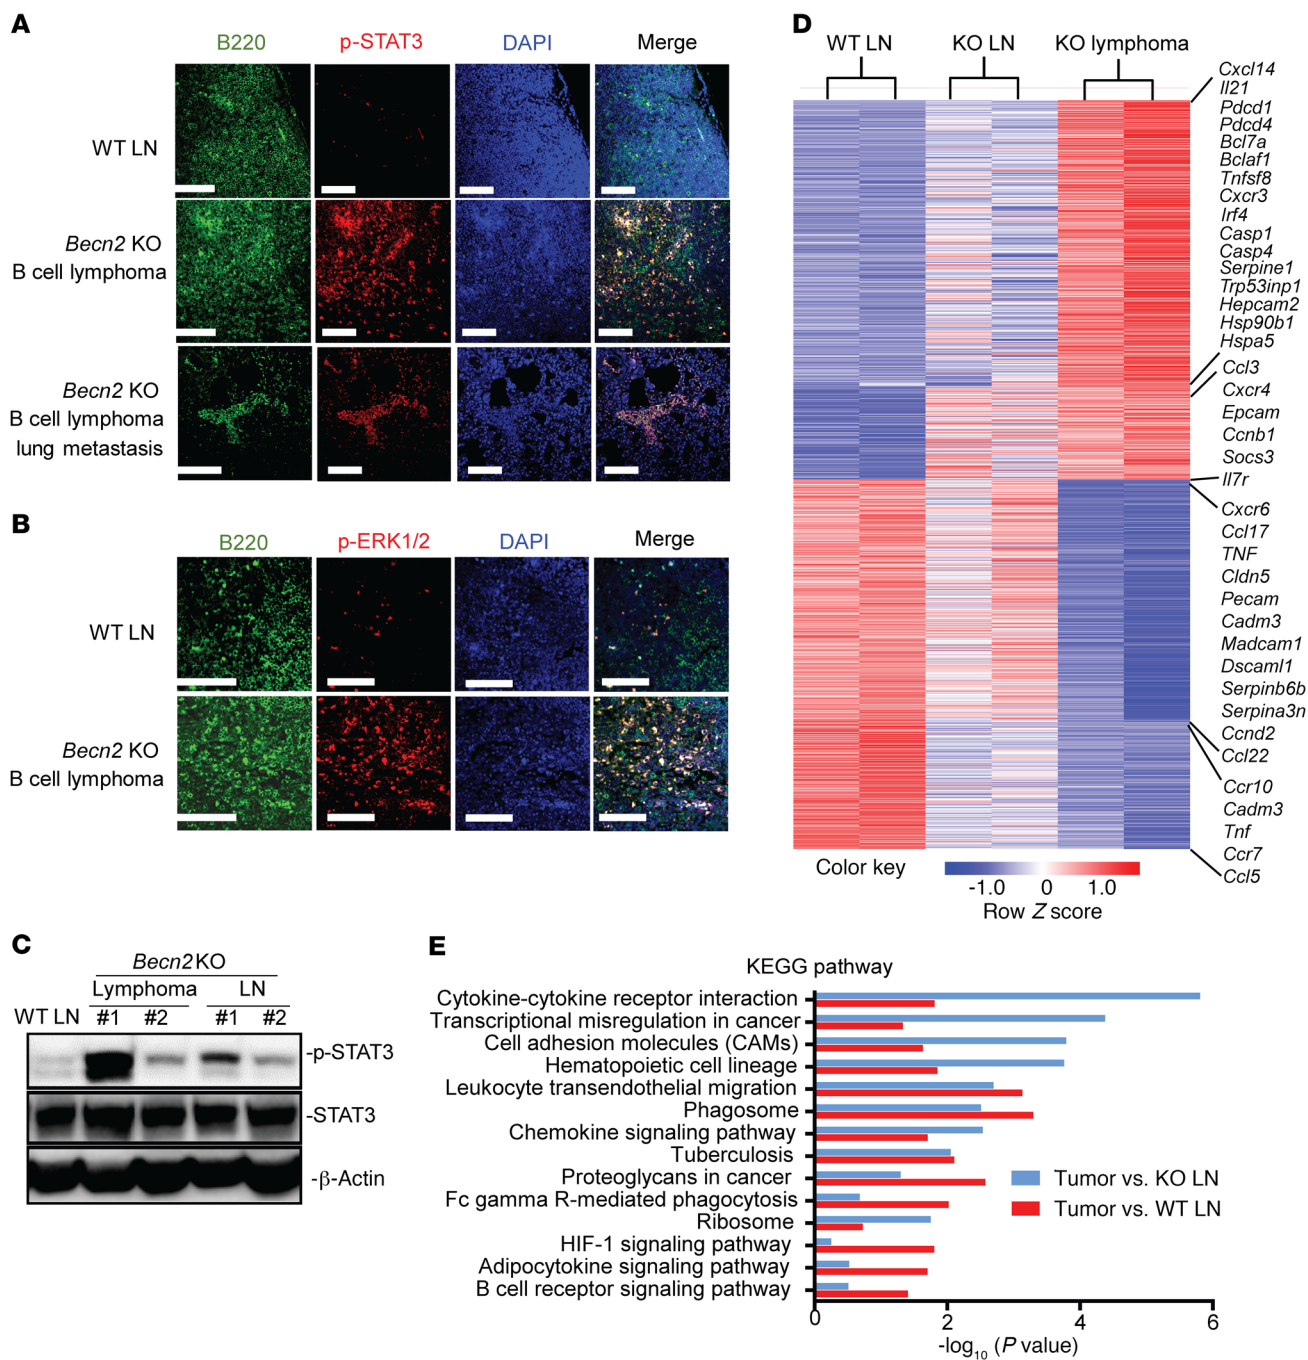 A
B220 p-STAT3 DAPI Merge
WT LN
Becn2 KO
B cell lymphoma
Becn2 KO
B cell lymphoma
lung metastasis
B
B220 p-ERK1/2 DAPI Merge
WT LN
Becn2 KO
B cell lymphoma
C
Becn2 KO
Lymphoma LN
WT LN #1 #2 #1 #2
-p-STAT3
-STAT3
-β-Actin
D
WT LN KO LN KO lymphoma
Cxcl14
Il21
Pdcd1
Pdcd4
Bcl7a
Bclaf1
Tnfsf8
Cxcr3
Irf4
Casp1
Casp4
Serpine1
Trp53inp1
Hepcam2
Hsp90b1
Hspa5
Ccl3
Cxcr4
Epcam
Ccnb1
Socs3
Il7r
Cxcr6
Ccl17
TNF
Cldn5
Pecam
Cadm3
Madcam1
Dscaml1
Serpinb6b
Serpina3n
Ccnd2
Ccl22
Ccr10
Cadm3
Tnf
Ccr7
Ccl5
Color key
-1.0 0 1.0
Row Z score
E
KEGG pathway
Cytokine-cytokine receptor interaction
Transcriptional misregulation in cancer
Cell adhesion molecules (CAMs)
Hematopoietic cell lineage
Leukocyte transendothelial migration
Phagosome
Chemokine signaling pathway
Tuberculosis
Proteoglycans in cancer
Fc gamma R-mediated phagocytosis
Ribosome
HIF-1 signaling pathway
Adipocytokine signaling pathway
B cell receptor signaling pathway
Tumor vs. KO LN
Tumor vs. WT LN
0 2 4 6
-log10 (P value)